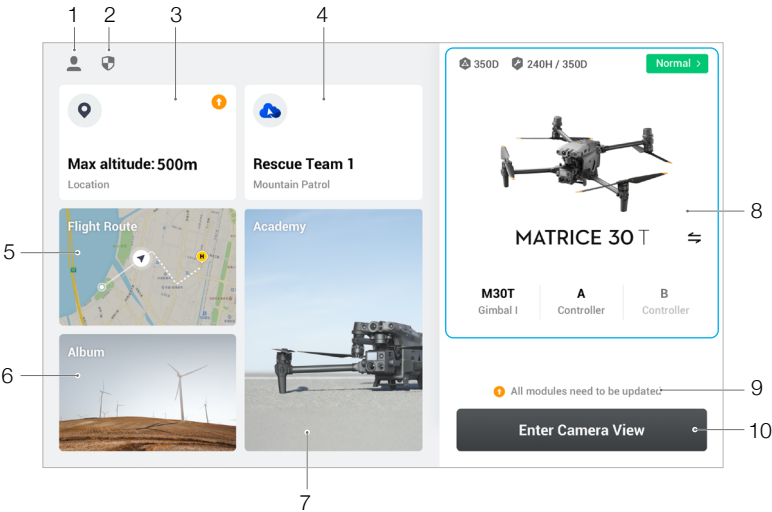 1
2
3
4
350D
240H / 350D
Normal >
Max altitude: 500m
Location
Rescue Team 1
Mountain Patrol
5
Flight Route
H
Academy
8
MATRICE 30 T
M30T
Gimbal I
A
Controller
B
Controller
6
Album
All modules need to be updated
9
Enter Camera View
10
7